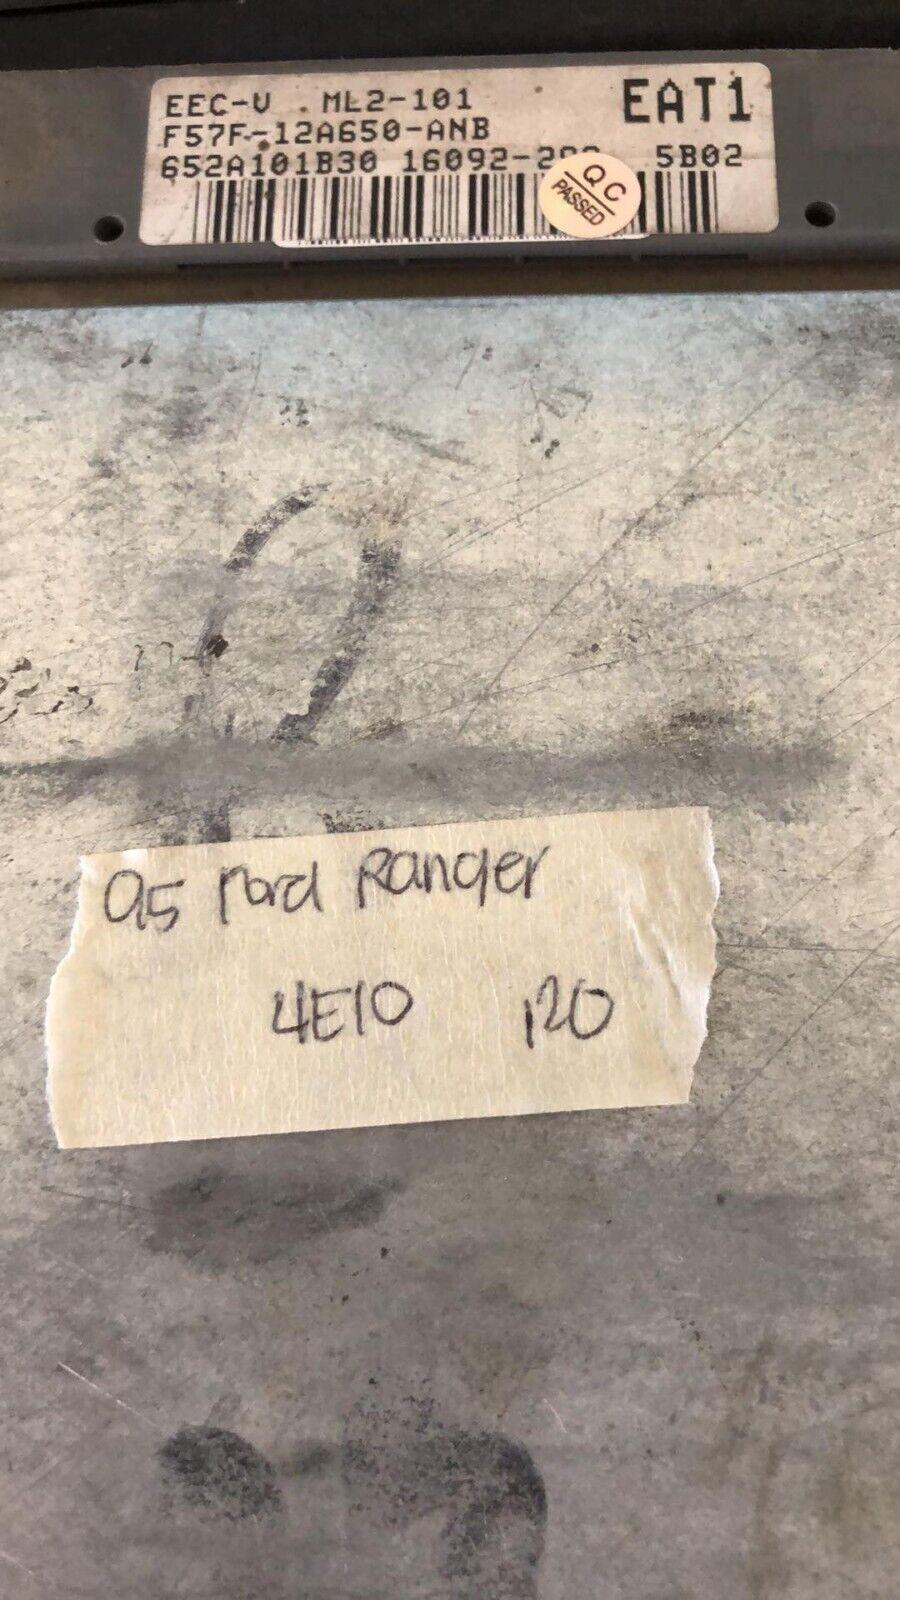 EEC-V ML2-101
EAT1
F57F-12A650-ANB
652A101B30 5B02
QC
PASSED
95 Ford Ranger
4E10 120